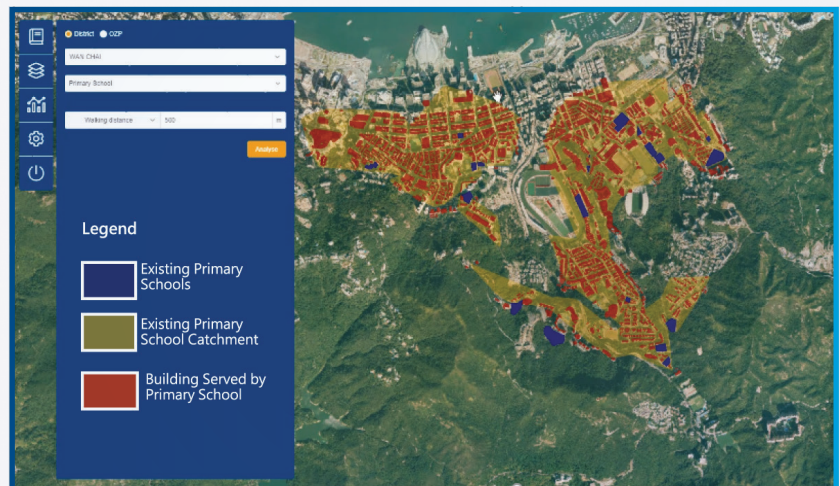 District OZP
WAN CHAI
Primary School
Walking distance 500 m
Analyse
Legend
Existing Primary
Schools
Existing Primary
School Catchment
Building Served by
Primary School